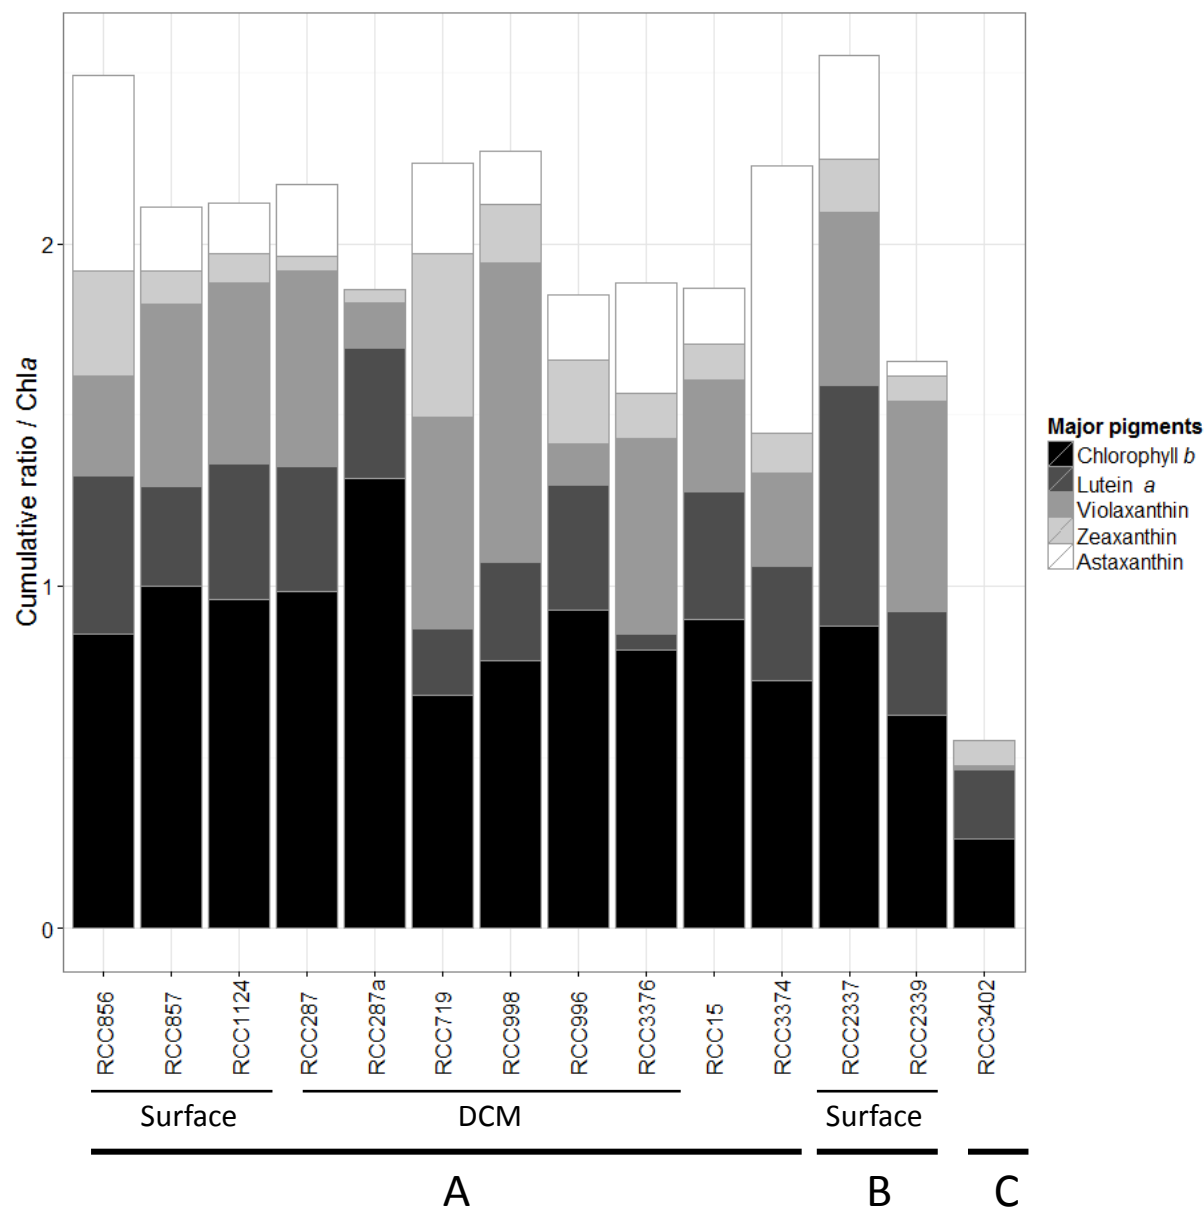 Cumulative ratio / Chla
2
1
0
Major pigments
Chlorophyll b
Lutein a
Violaxanthin
Zeaxanthin
Astaxanthin
RCC856
RCC857
RCC1124
RCC287
RCC287a
RCC719
RCC998
RCC996
RCC3376
RCC15
RCC3374
RCC2337
RCC2339
RCC3402
Surface
DCM
Surface
A
B
C